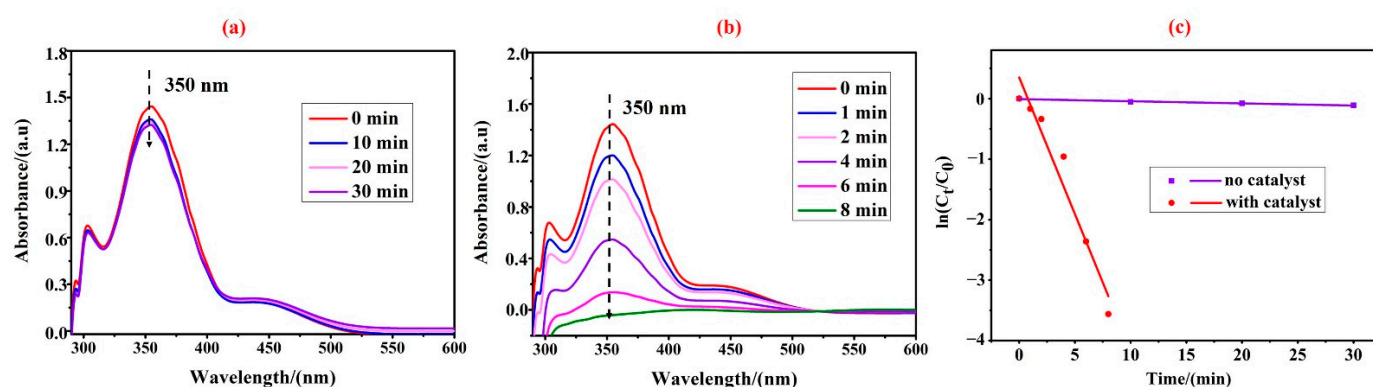 (a)
Absorbance/(a.u)
1.8
1.5
1.2
0.9
0.6
0.3
0.0
350 nm
0 min
10 min
20 min
30 min
300 350 400 450 500 550 600
Wavelength/(nm)
(b)
Absorbance/(a.u)
2.0
1.6
1.2
0.8
0.4
0.0
350 nm
0 min
1 min
2 min
4 min
6 min
8 min
300 350 400 450 500 550 600
Wavelength/(nm)
(c)
ln(Ct/C0)
0
−1
−2
−3
−4
no catalyst
with catalyst
0 5 10 15 20 25 30
Time/(min)